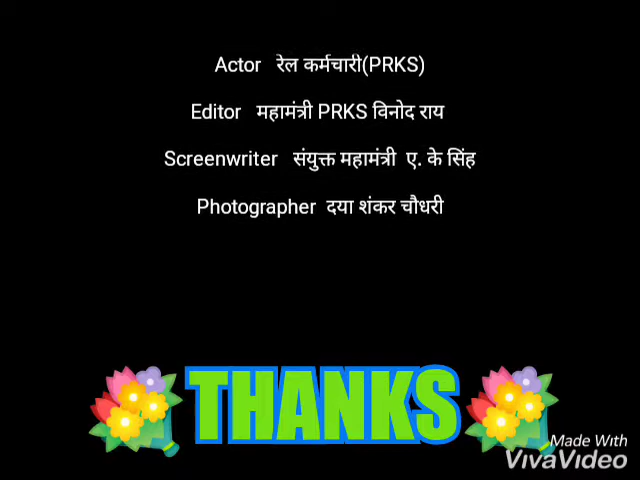 Actor रेल कर्मचारी(PRKS)
Editor महामंत्री PRKS विनोद राय
Screenwriter संयुक्त महामंत्री ए. के सिंह
Photographer दया शंकर चौधरी
THANKS
Made With
VivaVideo